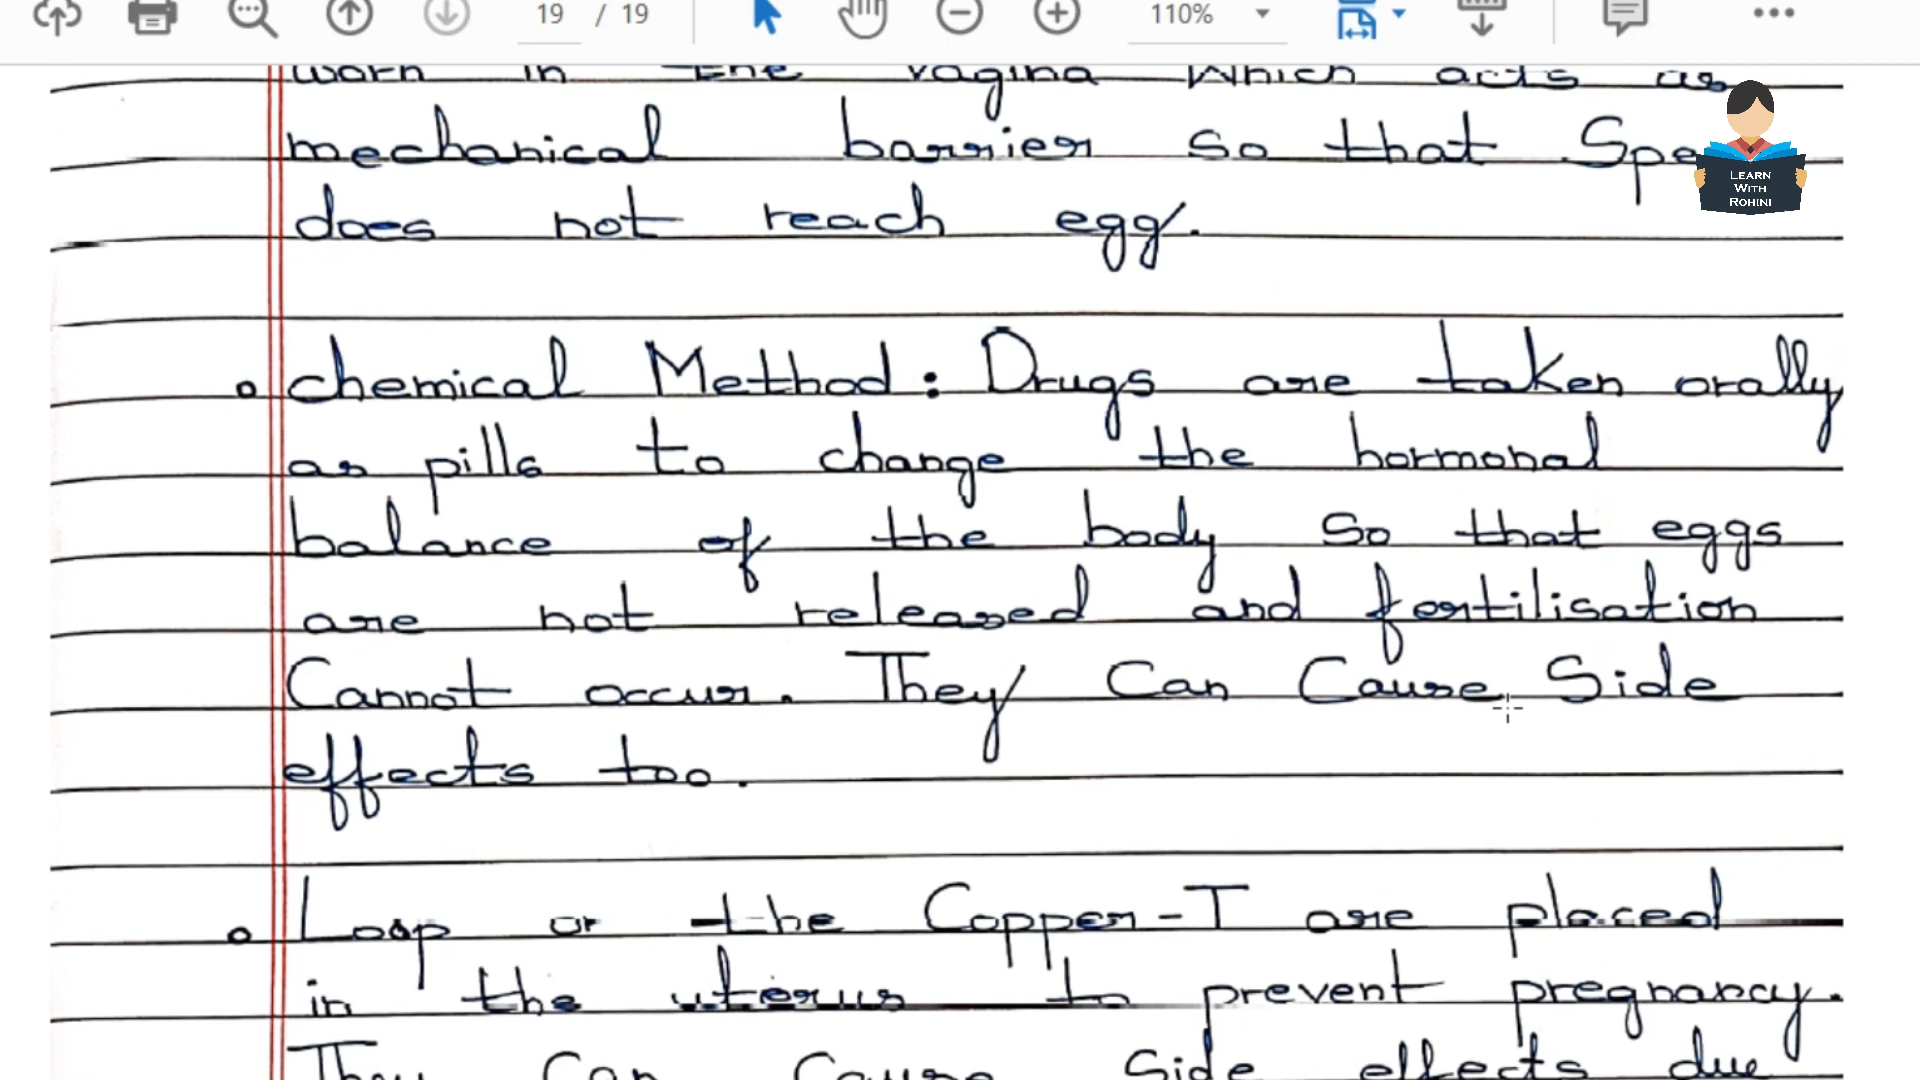 19 / 19
110%
worn in the vagina which acts as
mechanical barrier so that Spe
does not reach egg.
LEARN
WITH
ROHINI
chemical Method : Drugs are taken orally
as pills to change the hormonal
balance of the body so that eggs
are not released and fertilisation
Cannot occur. They Can Cause Side
effects too.
Loop or the Copper-T are placed
in the uterus to prevent pregnancy.
They Can Cause Side effects due